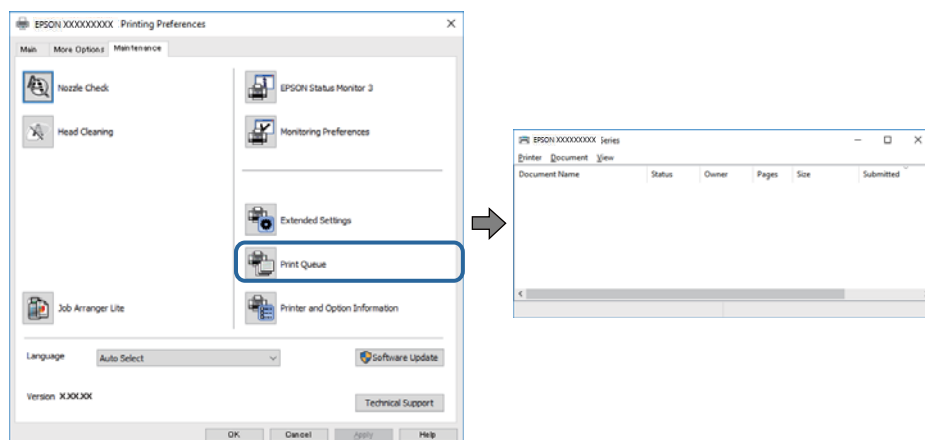 EPSON XXXXXXXXX Printing Preferences
Main More Options Maintenance
Nozzle Check
EPSON Status Monitor 3
Head Cleaning
Monitoring Preferences
Extended Settings
Print Queue
Job Arranger Lite
Printer and Option Information
Language Auto Select
Software Update
Version X.XX.XX
Technical Support
OK Cancel Apply Help
EPSON XXXXXXXXX Series
Printer Document View
Document Name Status Owner Pages Size Submitted